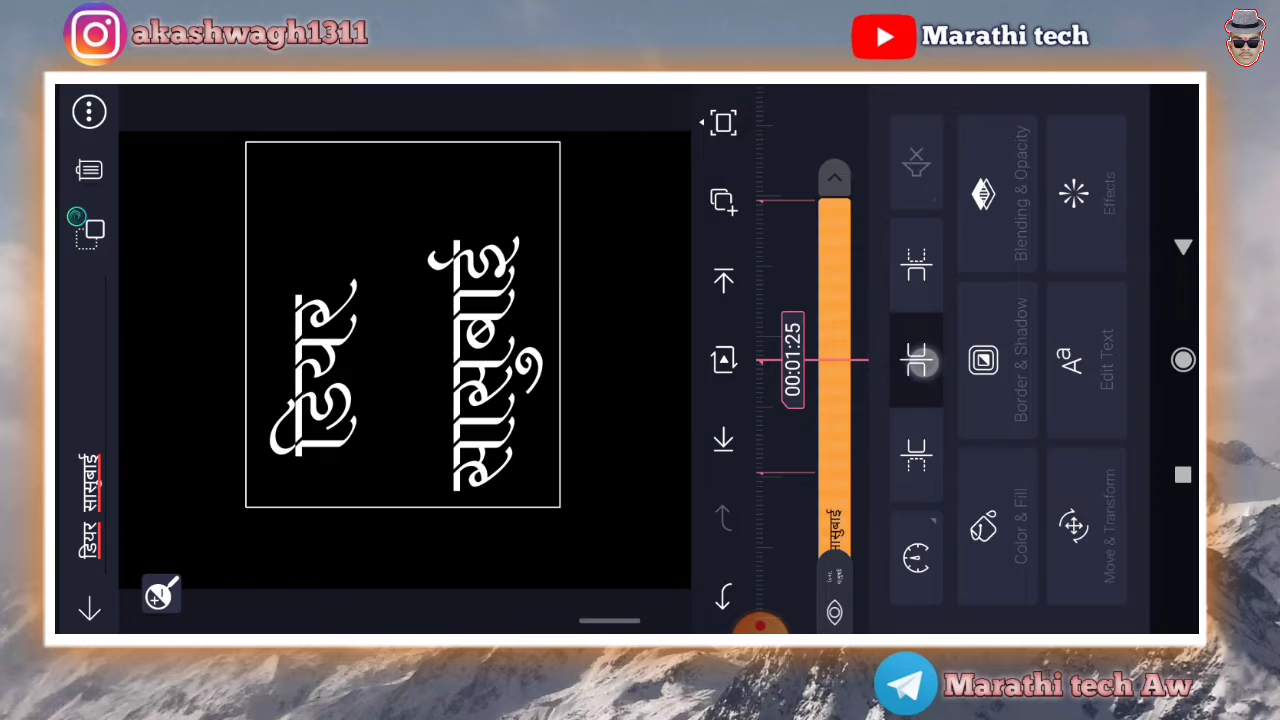 akashwagh1311
Marathi tech
डियर सासुबाई
डियर
सासुबाई
00:01:25
Blending & Opacity
Effects
Border & Shadow
Edit Text
Color & Fill
Move & Transform
Marathi tech Aw